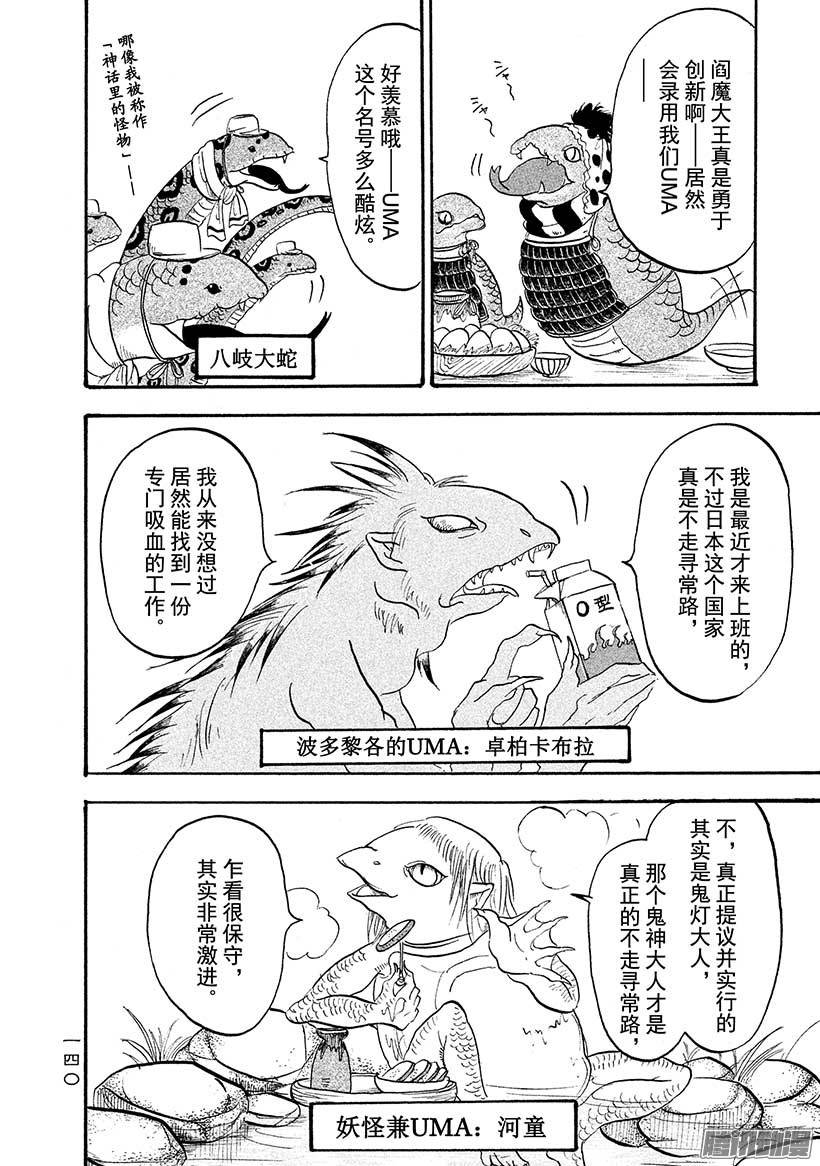 阎魔大王真是勇于
创新啊——居然
会录用我们UMA
——
好羡慕哦——UMA
这个名号多么酷炫。
哪像我被称作
「神话里的怪物」——
八岐大蛇
我是最近才来上班的，
不过日本这个国家
真是不走寻常路，
O型
我从来没想过
居然能找到一份
专门吸血的工作。
波多黎各的UMA：卓柏卡布拉
不，真正提议并实行的
其实是鬼灯大人，
那个鬼神大人才是
真正的不走寻常路，
乍看很保守，
其实非常激进。
妖怪兼UMA：河童
一四〇
腾讯动漫